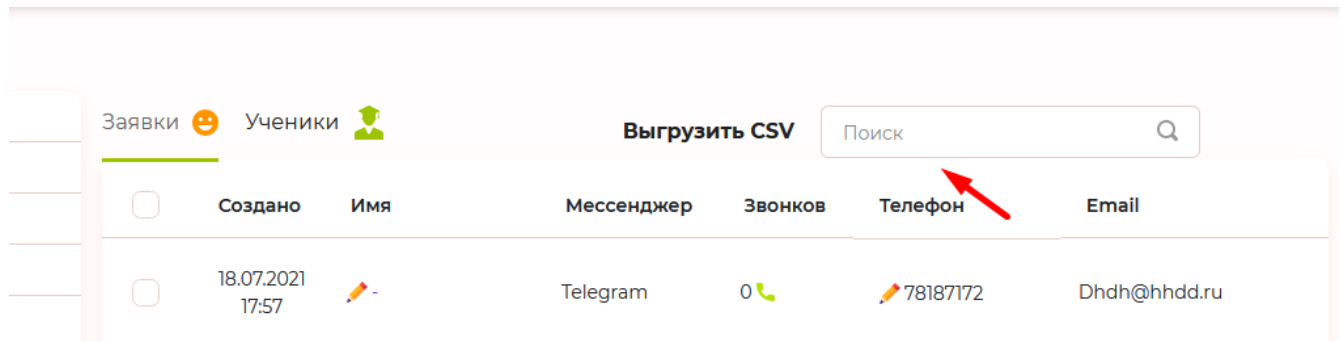 Заявки Ученики Выгрузить CSV Поиск
Создано Имя Мессенджер Звонков Телефон Email
18.07.2021
17:57
- Telegram 0 78187172 Dhdh@hhdd.ru